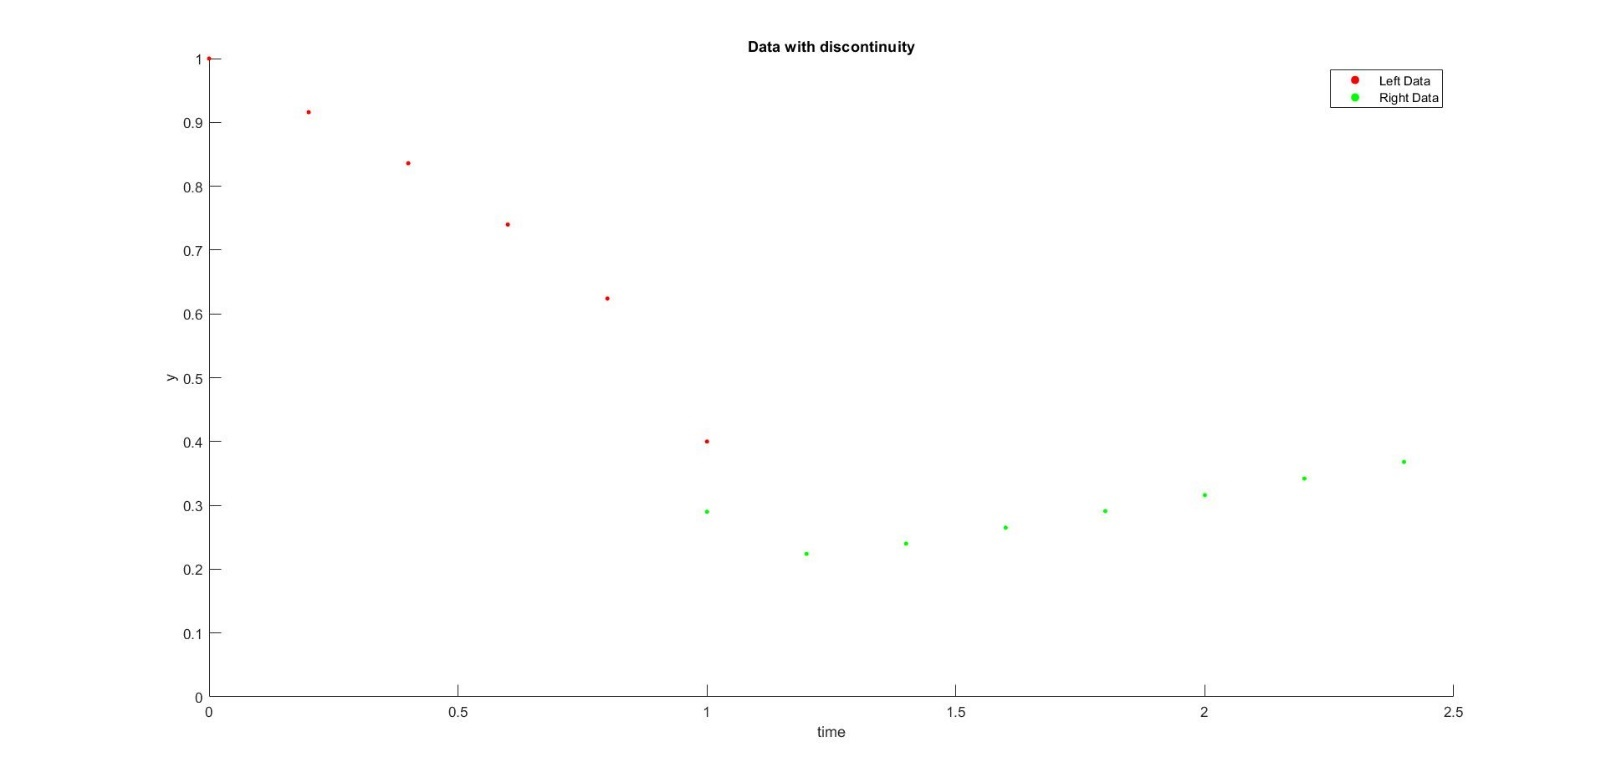 Data with discontinuity
Left Data
Right Data
1
0.9
0.8
0.7
0.6
0.5
0.4
0.3
0.2
0.1
0
y
0 0.5 1 1.5 2 2.5
time